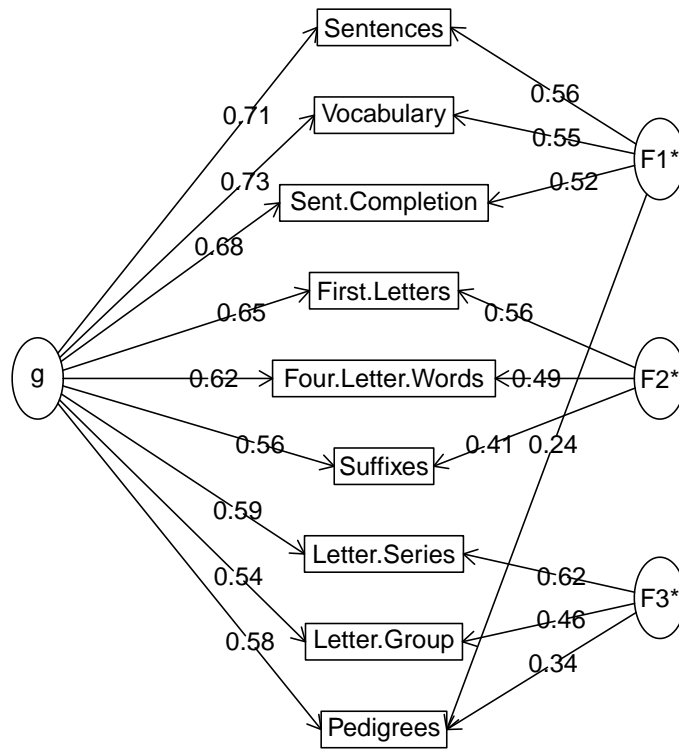 Sentences
0.56
0.71
Vocabulary
0.55
F1*
0.73
Sent.Completion
0.52
0.68
First.Letters
0.65
0.56
g
0.62
Four.Letter.Words
0.49
F2*
0.56
Suffixes
0.41
0.24
0.59
Letter.Series
0.62
0.54
F3*
0.58
Letter.Group
0.46
0.34
Pedigrees